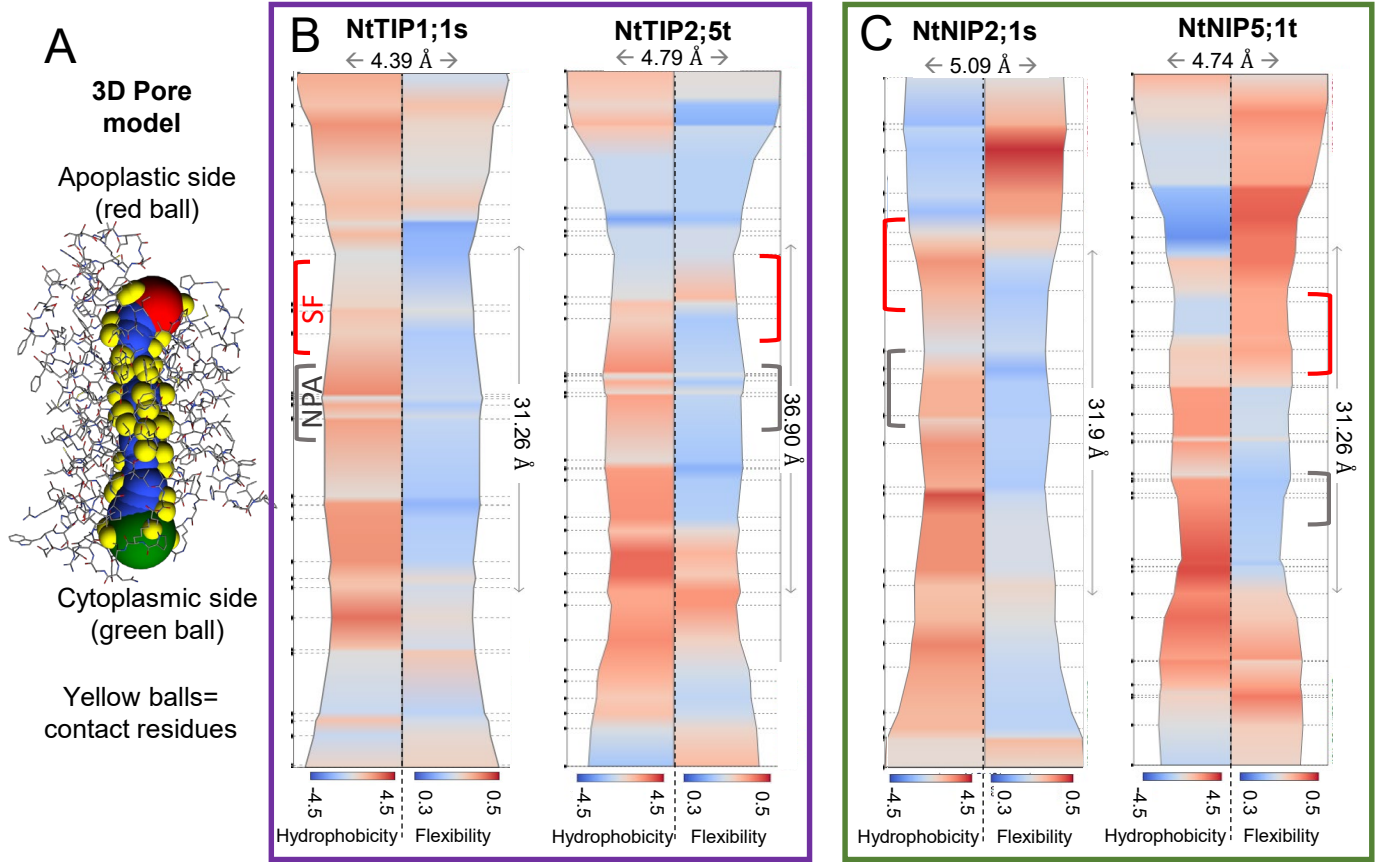 A
3D Pore
model
Apoplastic side
(red ball)
Cytoplasmic side
(green ball)
Yellow balls=
contact residues
B
NtTIP1;1s
← 4.39 Å →
SF
NPA
31.26 Å
-4.5
4.5
0.3
0.5
Hydrophobicity
Flexibility
NtTIP2;5t
← 4.79 Å →
36.90 Å
-4.5
4.5
0.3
0.5
Hydrophobicity
Flexibility
C
NtNIP2;1s
← 5.09 Å →
31.9 Å
-4.5
4.5
0.3
0.5
Hydrophobicity
Flexibility
NtNIP5;1t
← 4.74 Å →
31.26 Å
-4.5
4.5
0.3
0.5
Hydrophobicity
Flexibility